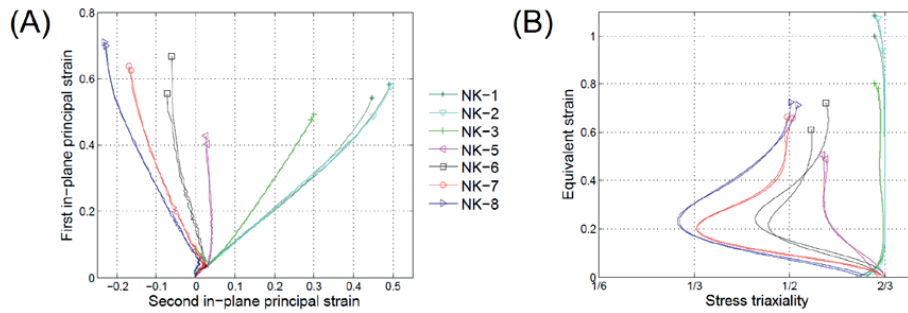 (A)
First in-plane principal strain
0.8
0.6
0.4
0.2
0
−0.2 −0.1 0 0.1 0.2 0.3 0.4 0.5
Second in-plane principal strain
NK-1
NK-2
NK-3
NK-5
NK-6
NK-7
NK-8
(B)
Equivalent strain
1
0.8
0.6
0.4
0.2
0
1/6 1/3 1/2 2/3
Stress triaxiality